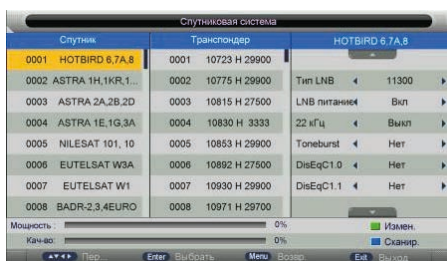 Спутниковая система
Спутник Транспондер HOTBIRD 6,7A,8
0001 HOTBIRD 6,7A,8 0001 10723 H 29900
0002 ASTRA 1H,1KR,1... 0002 10775 H 29900 Тип LNB 11300
0003 ASTRA 2A,2B,2D 0003 10815 H 27500 LNB питание Вкл
0004 ASTRA 1E,1G,3A 0004 10830 H 3333 22 кГц Выкл
0005 NILESAT 101, 10 0005 10853 H 29900 Toneburst Нет
0006 EUTELSAT W3A 0006 10892 H 27500 DisEqC1.0 Нет
0007 EUTELSAT W1 0007 10930 H 29900 DisEqC1.1 Нет
0008 BADR-2,3,4EURO 0008 10971 H 29700
Мощность : 0% Измен.
Кач-во: 0% Сканир.
Пер... Enter Выбрать Menu Возвр Exit Выход